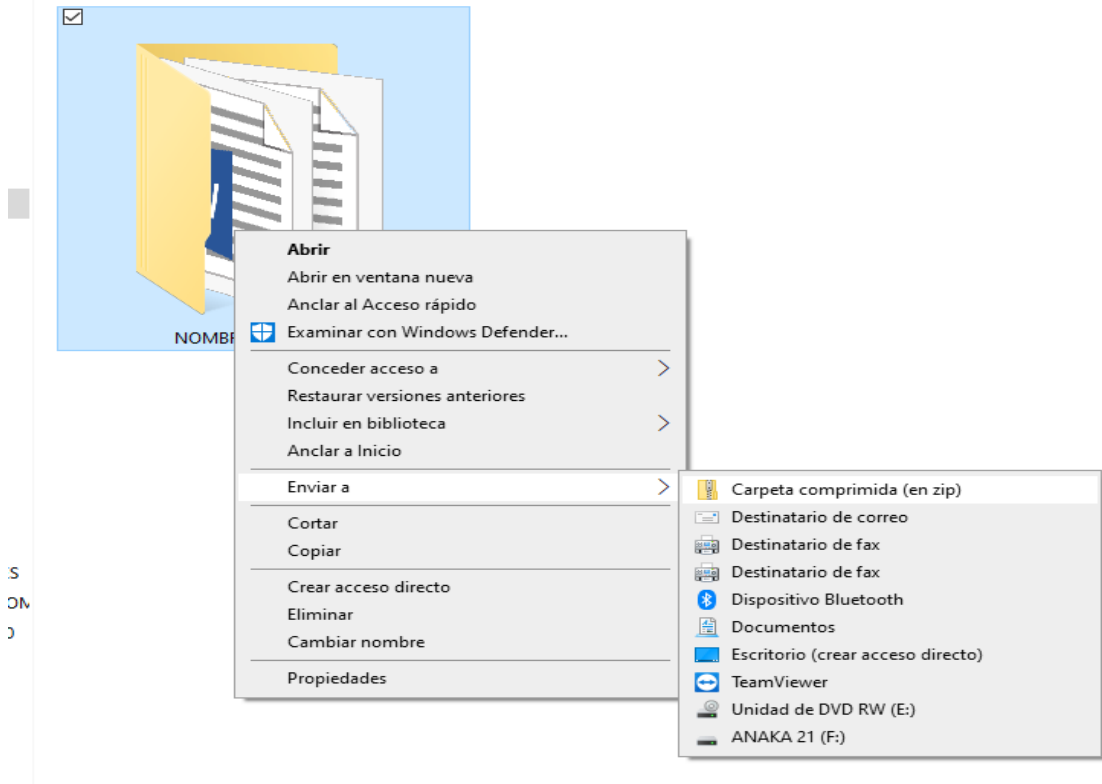 NOMBR
Abrir
Abrir en ventana nueva
Anclar al Acceso rápido
Examinar con Windows Defender...
Conceder acceso a
Restaurar versiones anteriores
Incluir en biblioteca
Anclar a Inicio
Enviar a
Cortar
Copiar
Crear acceso directo
Eliminar
Cambiar nombre
Propiedades
Carpeta comprimida (en zip)
Destinatario de correo
Destinatario de fax
Destinatario de fax
Dispositivo Bluetooth
Documentos
Escritorio (crear acceso directo)
TeamViewer
Unidad de DVD RW (E:)
ANAKA 21 (F:)